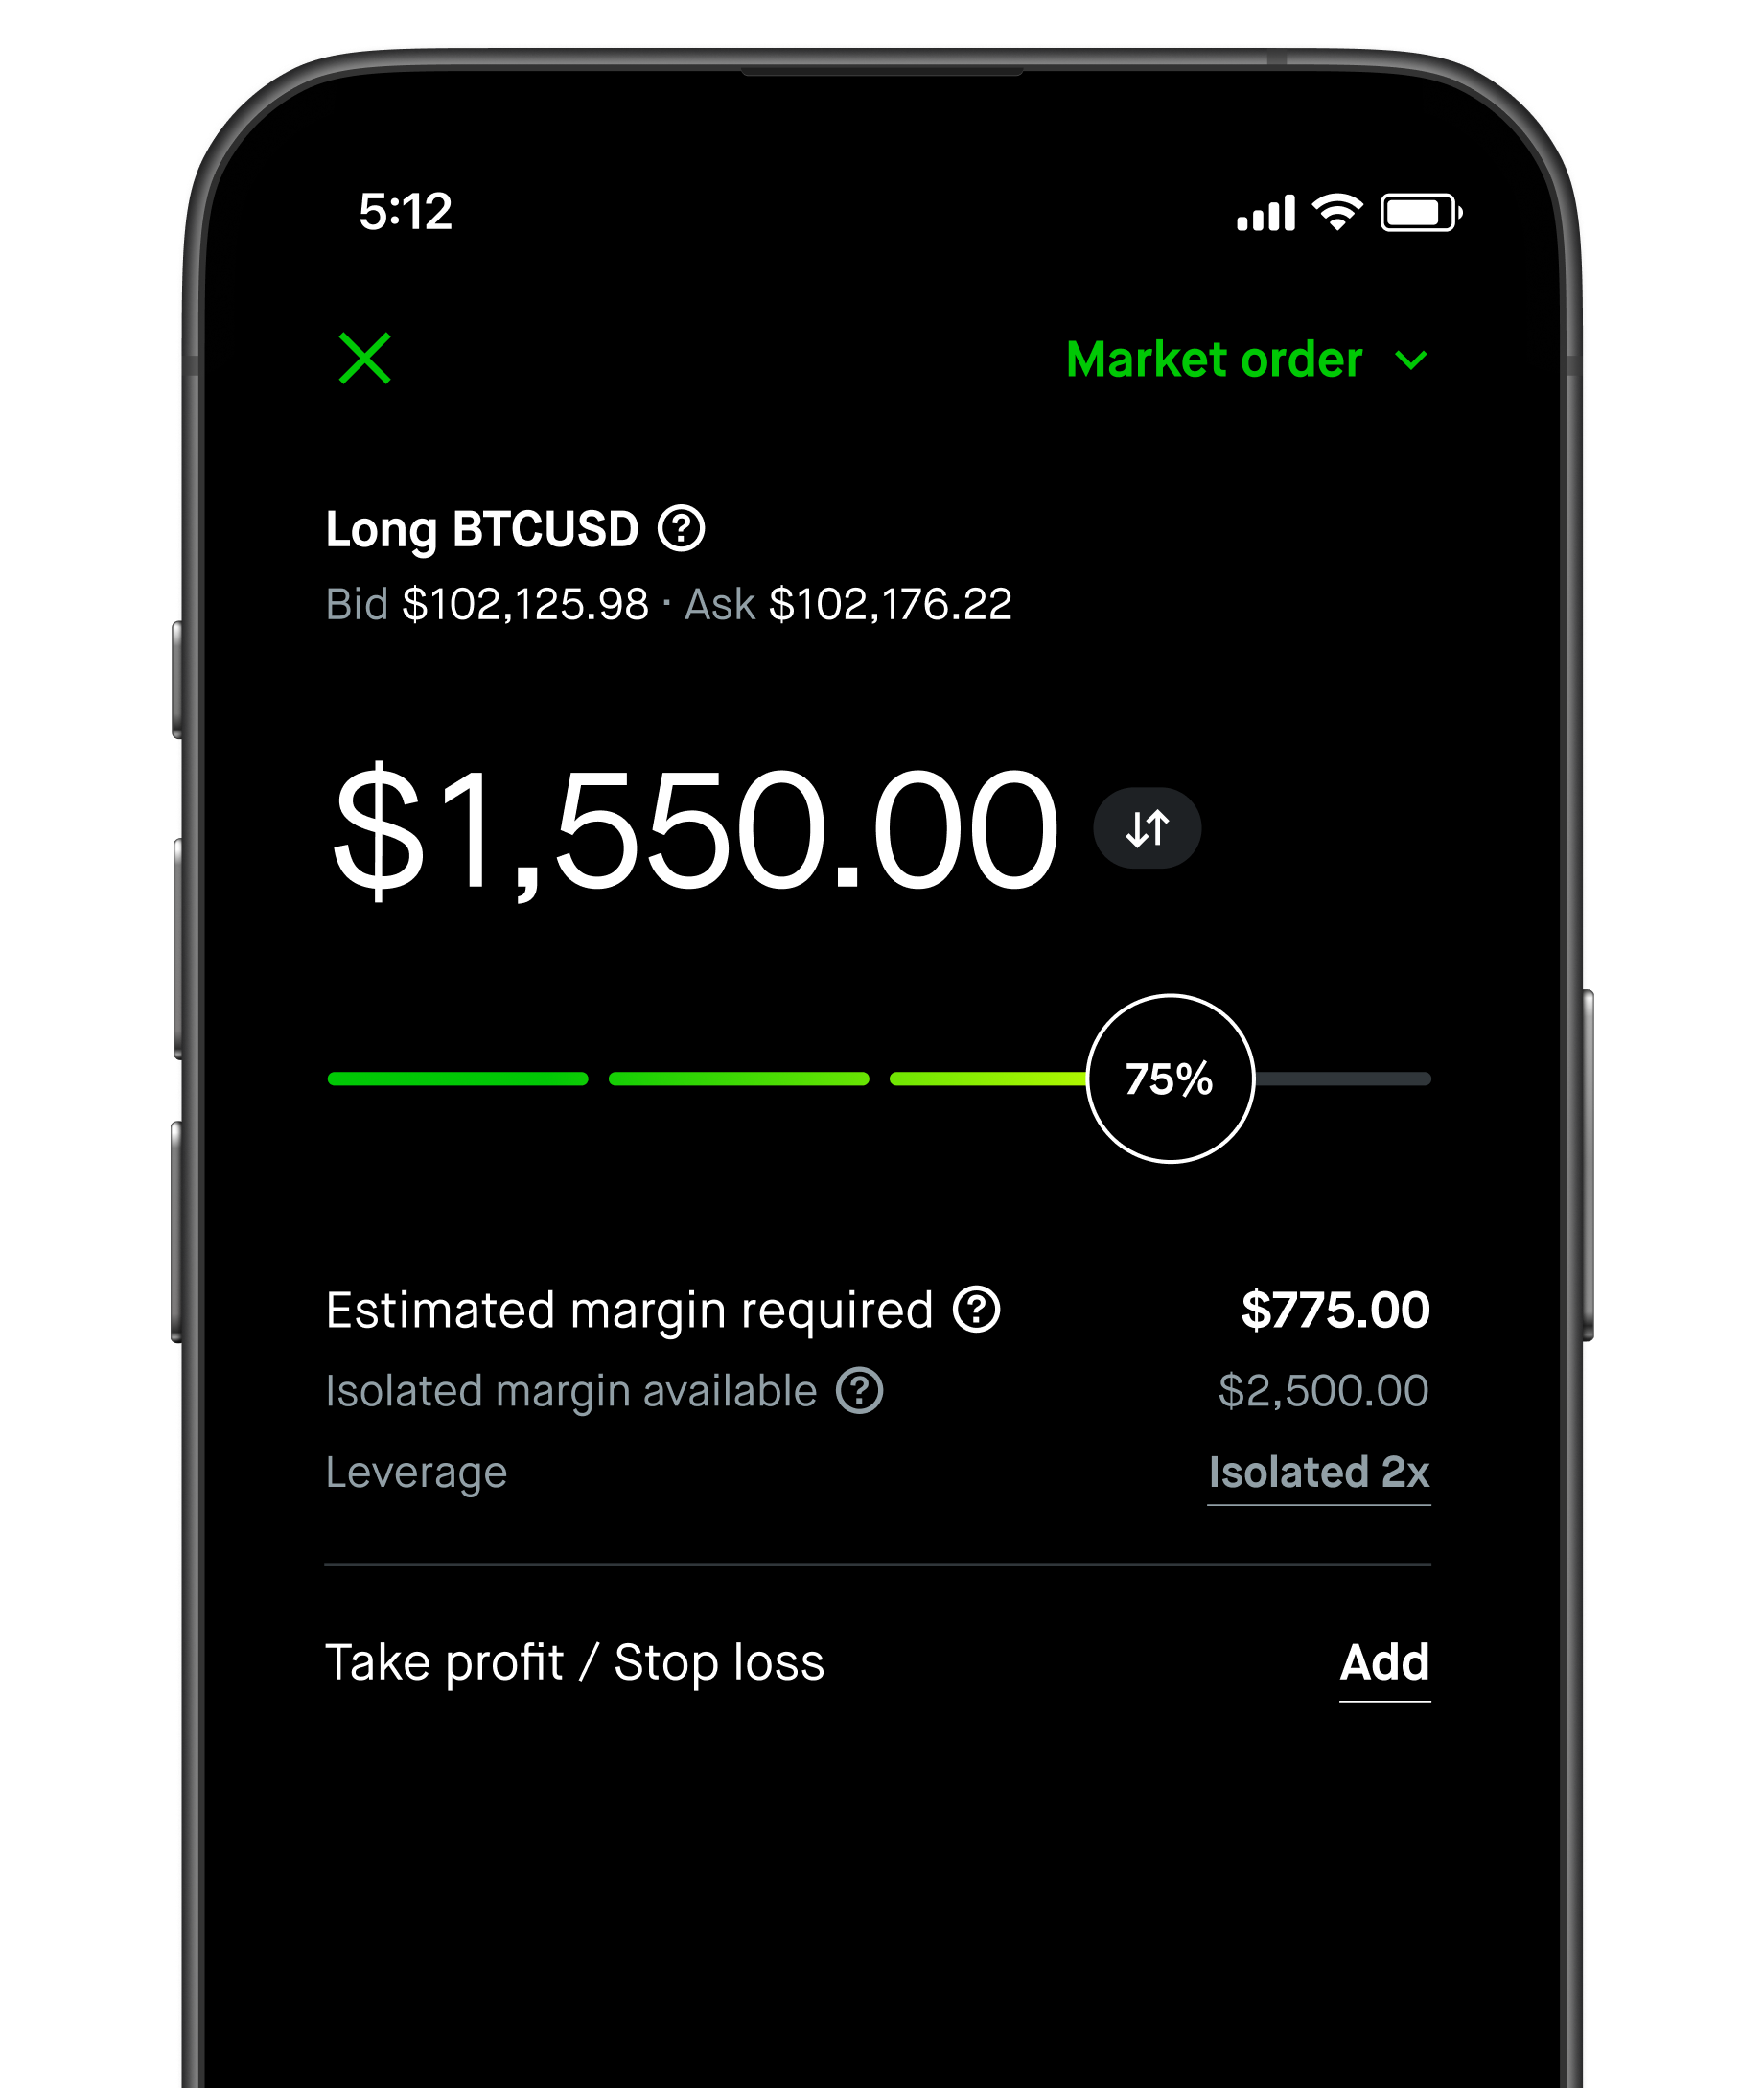 5:12
Market order
Long BTCUSD
Bid $102,125.98 · Ask $102,176.22
$1,550.00
75%
Estimated margin required $775.00
Isolated margin available $2,500.00
Leverage Isolated 2x
Take profit / Stop loss Add